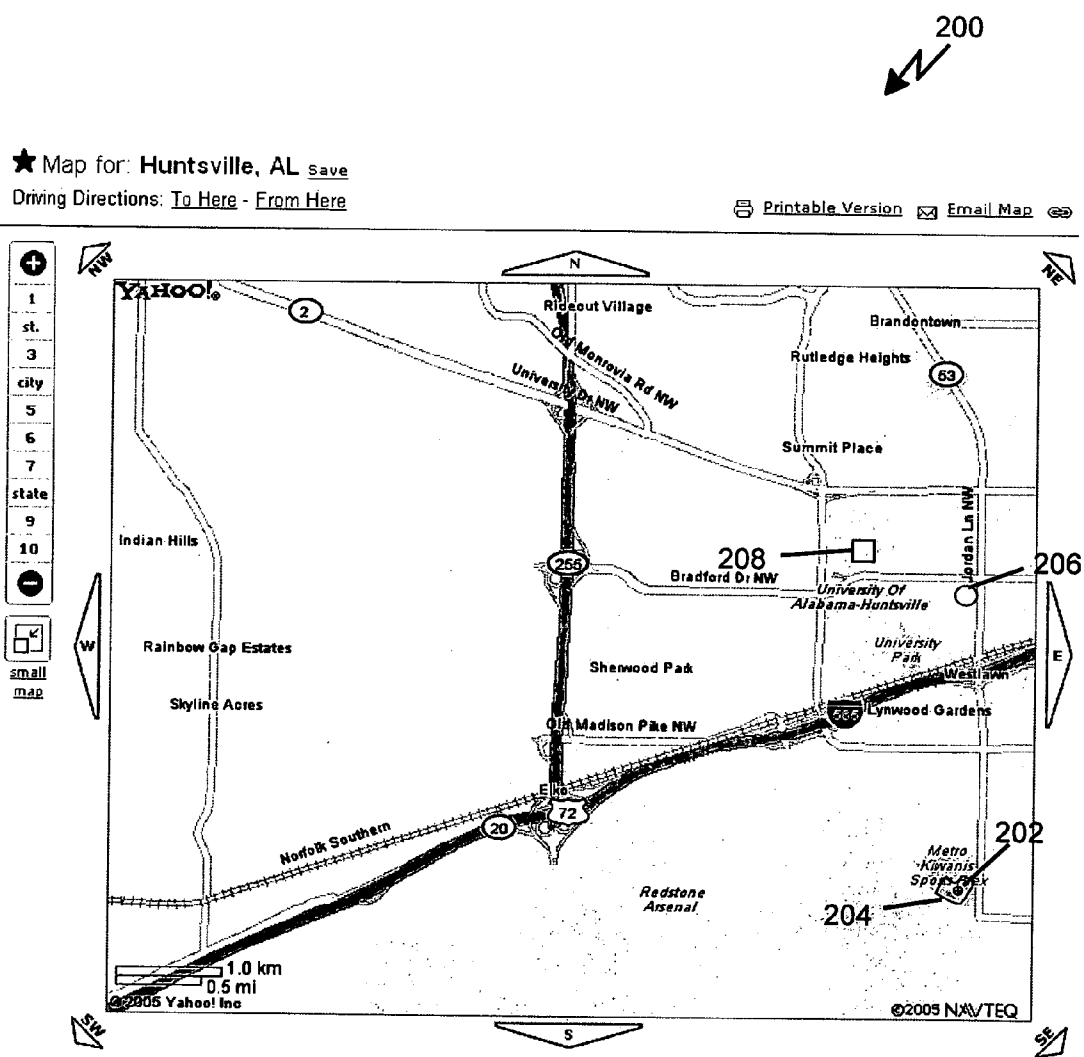 200
Map for: Huntsville, AL Save
Driving Directions: To Here - From Here
Printable Version Email Map
NW
N
NE
1
st.
3
city
5
6
7
state
9
10
small
map
W
E
YAHOO!
2
Rideout Village
Brandontown
Old Monrovia Rd NW
Rutledge Heights
53
University Dr NW
Summit Place
Jordan Ln NW
Indian Hills
208
255
206
Bradford Dr NW
University Of
Alabama-Huntsville
Rainbow Gap Estates
University
Park
Sherwood Park
Westlawn
Skyline Acres
Lynwood Gardens
Old Madison Pike NW
Elko
72
20
Norfolk Southern
202
Metro
Kiwanis
Redstone
Arsenal
204
1.0 km
0.5 mi
©2005 Yahoo! Inc
©2005 NAVTEQ
SW
S
SE